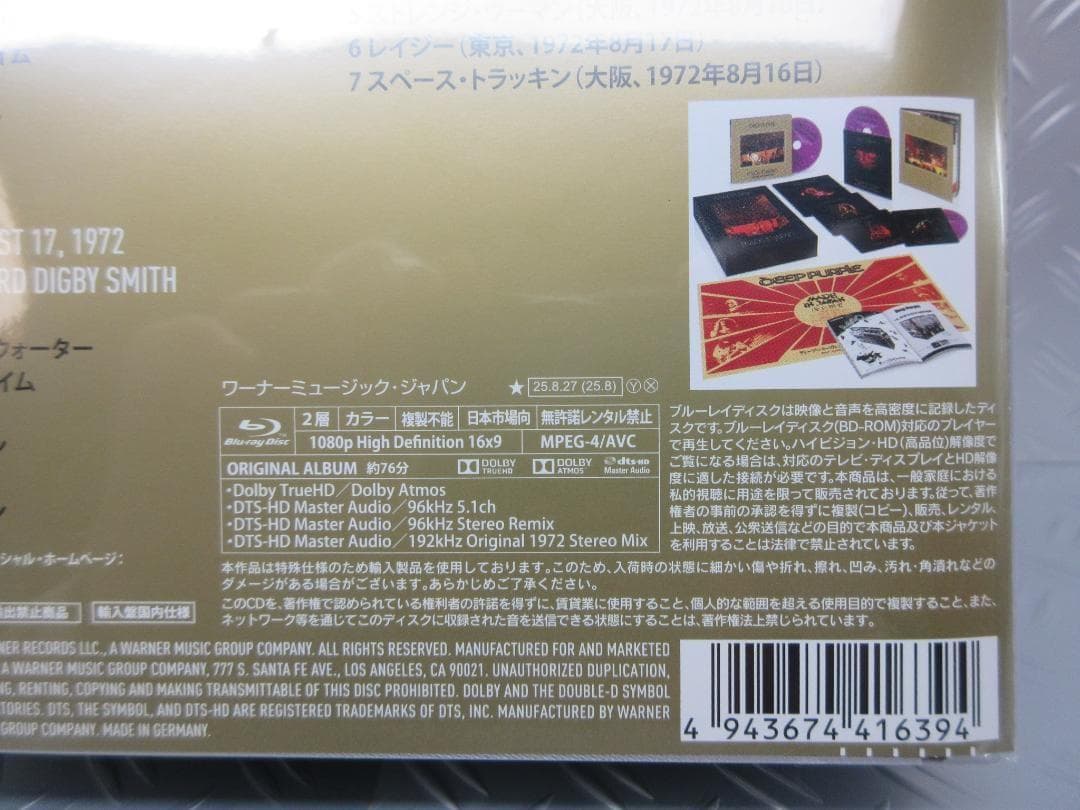 5 ストレンジ・ウーマン（大阪、1972年8月16日）
6 レイジー（東京、1972年8月17日）
7 スペース・トラッキン（大阪、1972年8月16日）
イム
ST 17, 1972
RD DIGBY SMITH
ウォーター
イム
ン
ン
DEEP PURPLE
MADE IN JAPAN
ワーナーミュージック・ジャパン ★ 25.8.27 (25.8) Ⓨ Ⓧ
Blu-ray Disc 2層 カラー 複製不能 日本市場向 無許諾レンタル禁止
1080p High Definition 16x9 MPEG-4/AVC
ORIGINAL ALBUM 約76分 DOLBY TRUEHD DOLBY ATMOS dts-HD Master Audio
・Dolby TrueHD／Dolby Atmos
・DTS-HD Master Audio／96kHz 5.1ch
・DTS-HD Master Audio／96kHz Stereo Remix
・DTS-HD Master Audio／192kHz Original 1972 Stereo Mix
ブルーレイディスクは映像と音声を高密度に記録したディ
スクです。ブルーレイディスク(BD-ROM)対応のプレイヤー
で再生してください。ハイビジョン・HD（高品位）解像度で
ご覧になる場合は、対応のテレビ・ディスプレイとHD解像
度に適した接続が必要です。本商品は、一般家庭における
私的視聴に用途を限って販売されております。従って、著作
権者の事前の承認を得ずに複製（コピー）、販売、レンタル、
上映、放送、公衆送信などの目的で本商品及び本ジャケット
を利用することは法律で禁止されています。
シャル・ホームページ：
本作品は特殊仕様のため輸入製品を使用しております。このため、入荷時の状態に細かい傷や折れ、擦れ、凹み、汚れ・角潰れなどの
ダメージがある場合がございます。あらかじめご了承ください。
出禁止商品 輸入盤国内仕様
このCDを、著作権で認められている権利者の許諾を得ずに、賃貸業に使用すること、個人的な範囲を超える使用目的で複製すること、また、
ネットワーク等を通じてこのディスクに収録された音を送信できる状態にすることは、著作権法上禁じられています。
NER RECORDS LLC., A WARNER MUSIC GROUP COMPANY. ALL RIGHTS RESERVED. MANUFACTURED FOR AND MARKETED
A WARNER MUSIC GROUP COMPANY, 777 S. SANTA FE AVE., LOS ANGELES, CA 90021. UNAUTHORIZED DUPLICATION,
NG, RENTING, COPYING AND MAKING TRANSMITTABLE OF THIS DISC PROHIBITED. DOLBY AND THE DOUBLE-D SYMBOL
TORIES. DTS, THE SYMBOL, AND DTS-HD ARE REGISTERED TRADEMARKS OF DTS, INC. MANUFACTURED BY WARNER
GROUP COMPANY. MADE IN GERMANY.
4 943674 416394